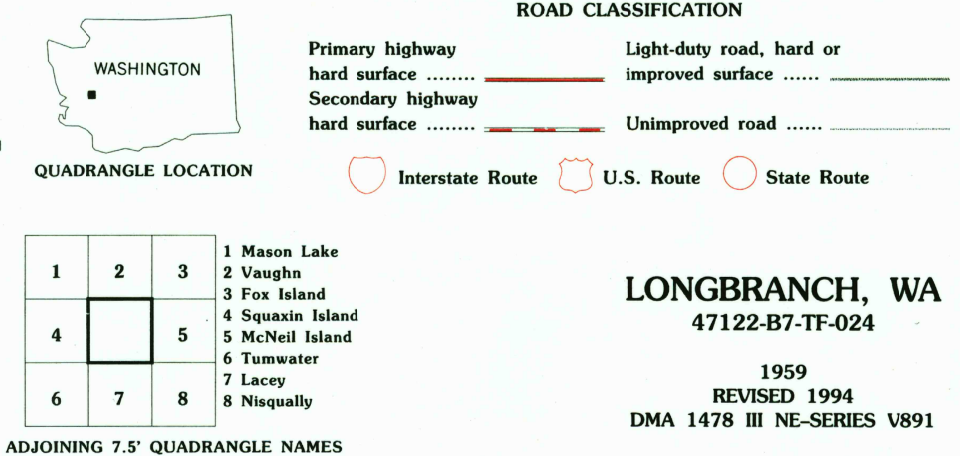 ROAD CLASSIFICATION
WASHINGTON
QUADRANGLE LOCATION
Primary highway
hard surface ........
Secondary highway
hard surface ........
Light-duty road, hard or
improved surface ......
Unimproved road ......
Interstate Route
U.S. Route
State Route
1 2 3
4 5
6 7 8
1 Mason Lake
2 Vaughn
3 Fox Island
4 Squaxin Island
5 McNeil Island
6 Tumwater
7 Lacey
8 Nisqually
ADJOINING 7.5' QUADRANGLE NAMES
LONGBRANCH, WA
47122-B7-TF-024
1959
REVISED 1994
DMA 1478 III NE-SERIES V891